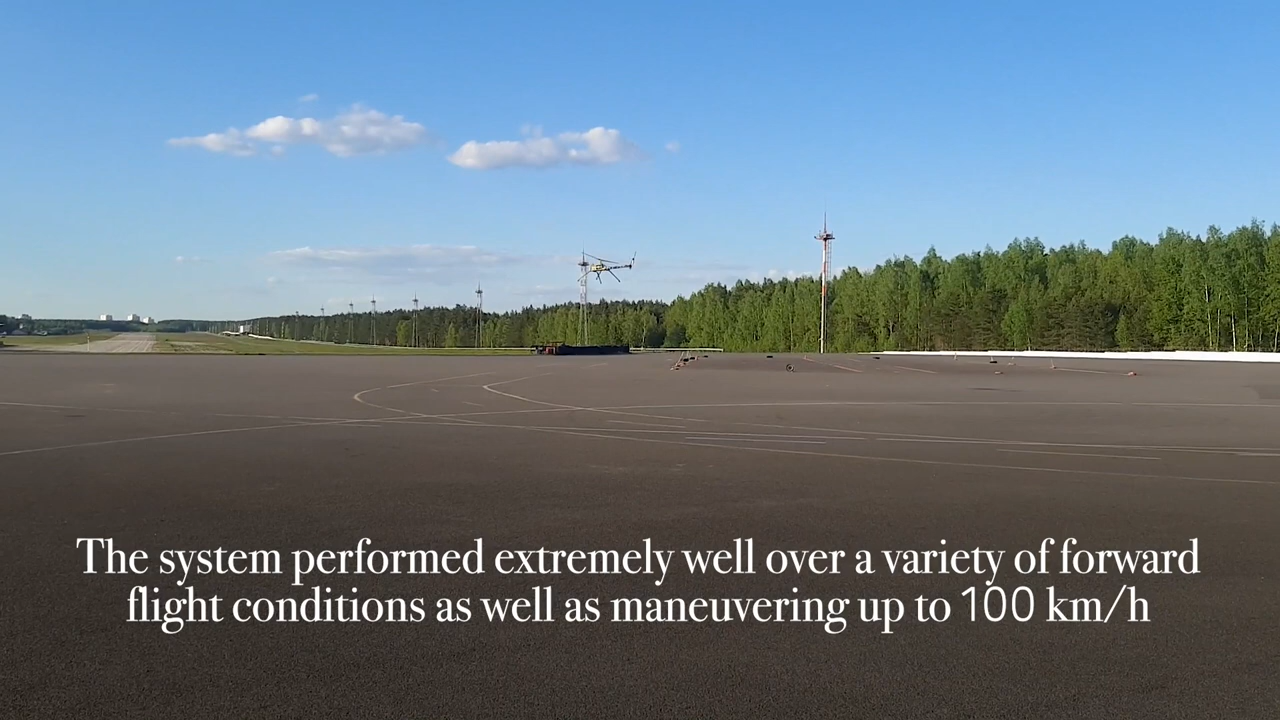 The system performed extremely well over a variety of forward
flight conditions as well as maneuvering up to 100 km/h